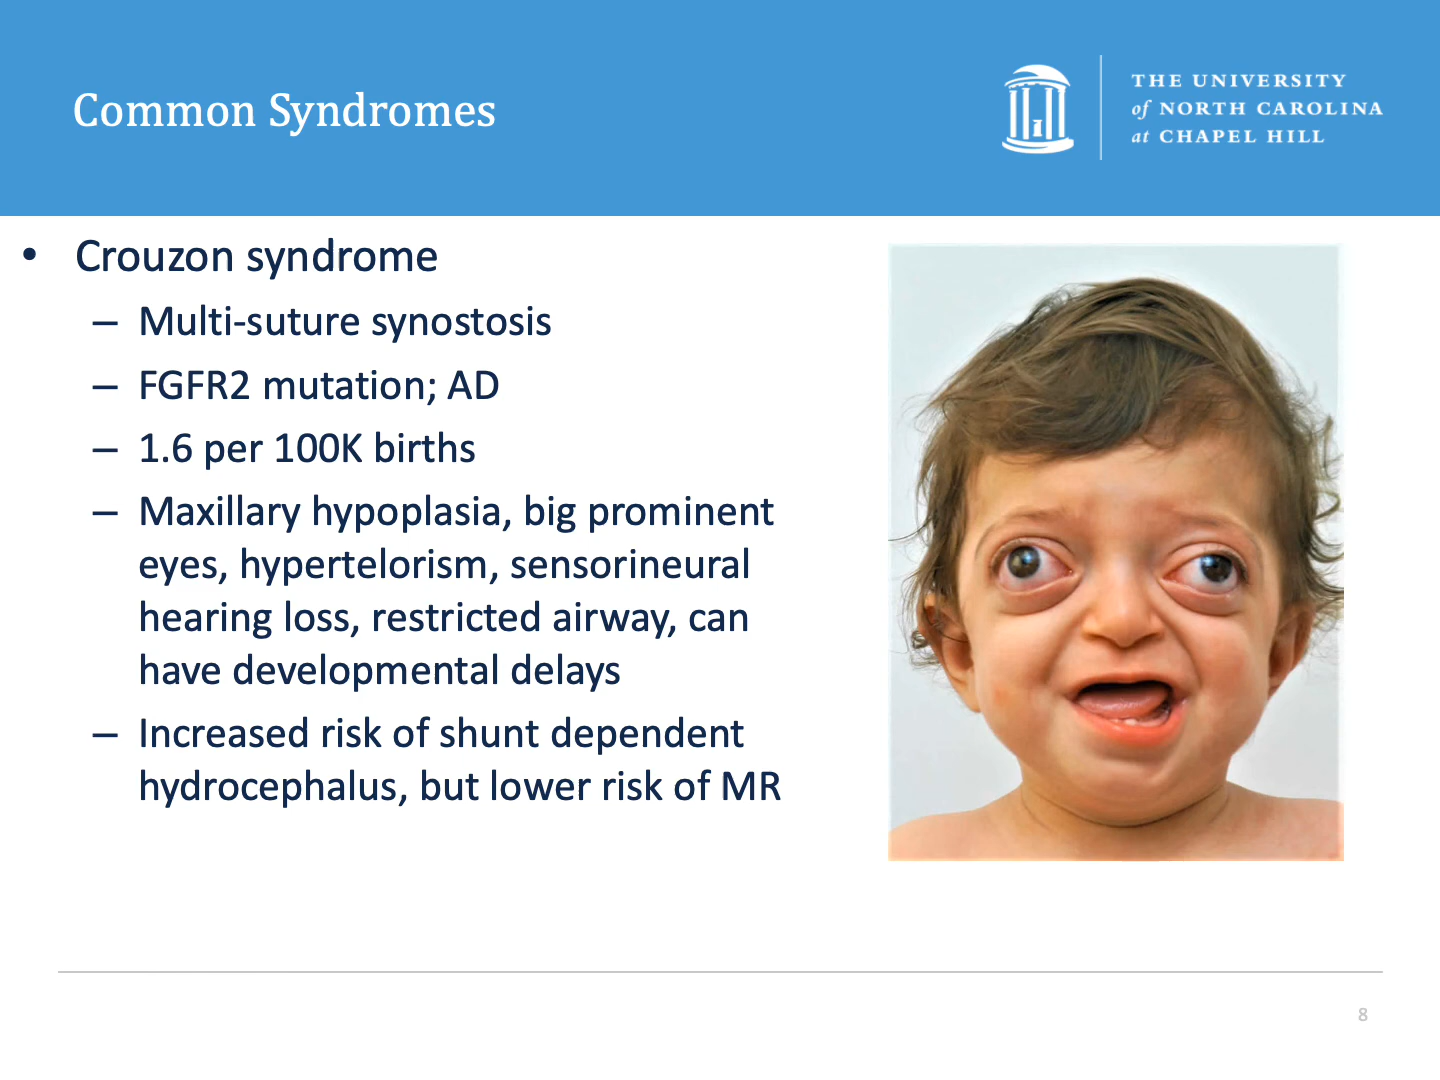 Common Syndromes
THE UNIVERSITY
of NORTH CAROLINA
at CHAPEL HILL
• Crouzon syndrome
– Multi-suture synostosis
– FGFR2 mutation; AD
– 1.6 per 100K births
– Maxillary hypoplasia, big prominent
eyes, hypertelorism, sensorineural
hearing loss, restricted airway, can
have developmental delays
– Increased risk of shunt dependent
hydrocephalus, but lower risk of MR
8